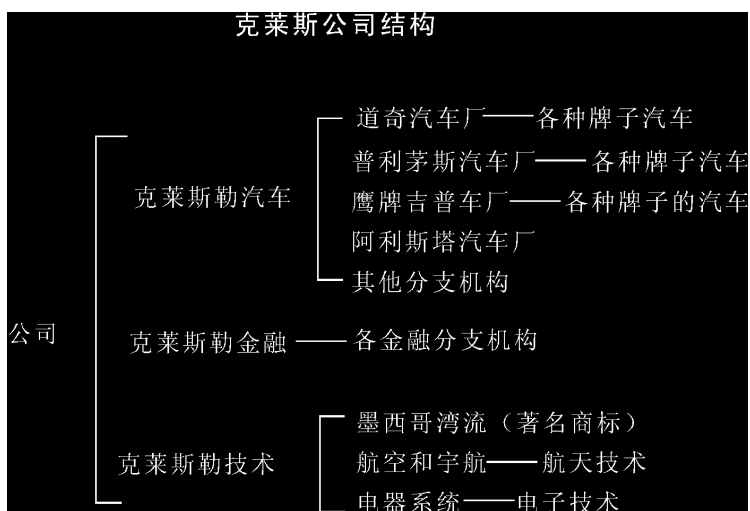 克莱斯公司结构
道奇汽车厂——各种牌子汽车
普利茅斯汽车厂——各种牌子汽车
克莱斯勒汽车
鹰牌吉普车厂——各种牌子的汽车
阿利斯塔汽车厂
其他分支机构
公司
克莱斯勒金融——各金融分支机构
墨西哥湾流（著名商标）
克莱斯勒技术
航空和宇航——航天技术
电器系统——电子技术